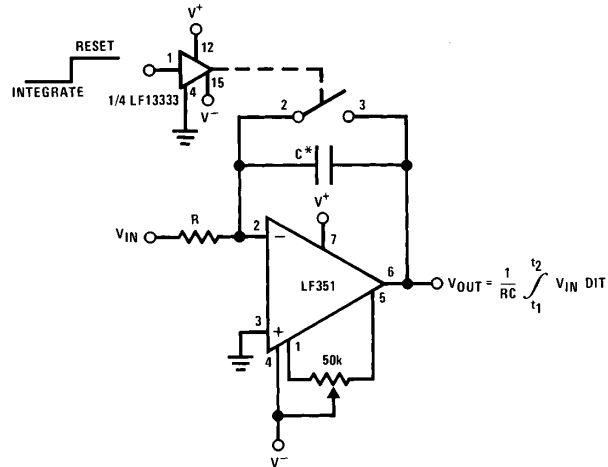 V+
RESET
1
12
INTEGRATE
1/4 LF13333
4
15
V−
2
3
C*
V+
R
VIN
2
−
7
LF351
6
VOUT = 1/RC ∫ t1 t2 VIN DIT
5
3
+
4
1
50k
V−